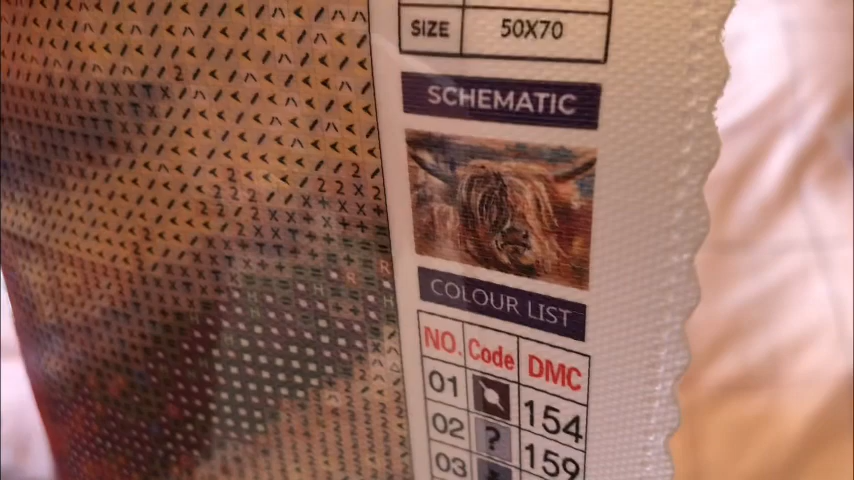 SIZE 50X70
SCHEMATIC
COLOUR LIST
NO. Code DMC
01 154
02 ? 159
03